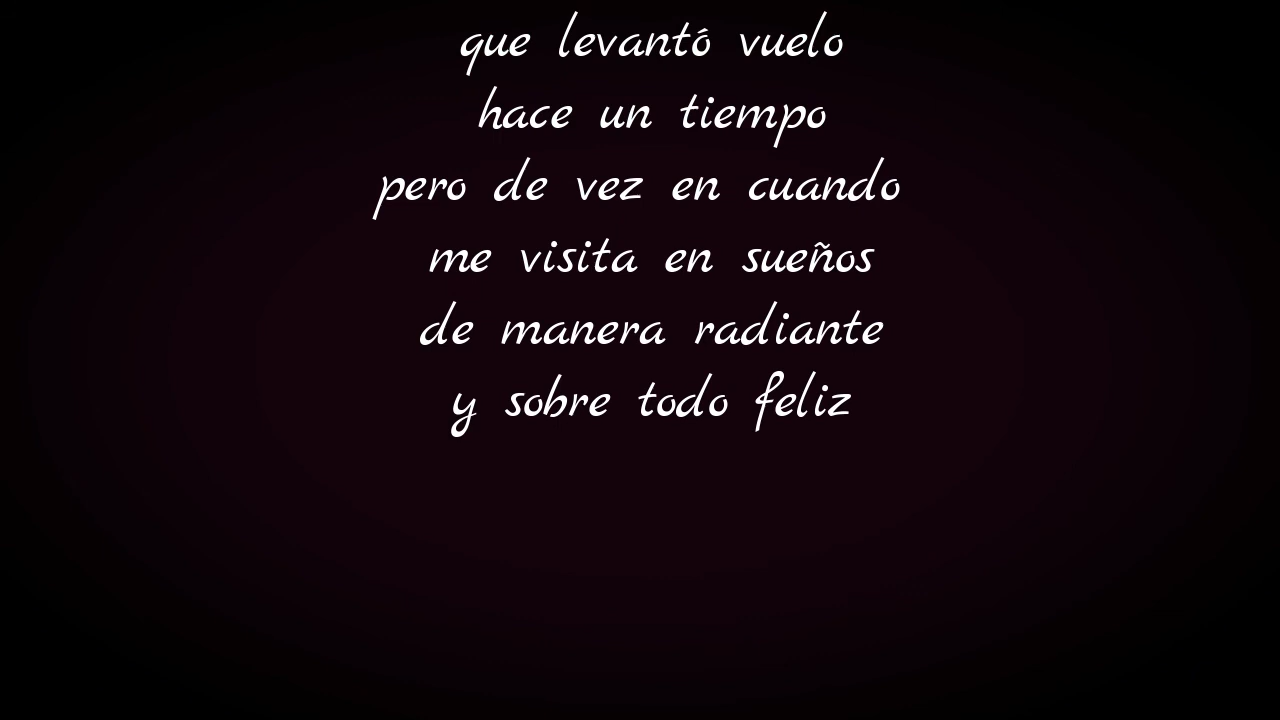 que levantó vuelo
hace un tiempo
pero de vez en cuando
me visita en sueños
de manera radiante
y sobre todo feliz